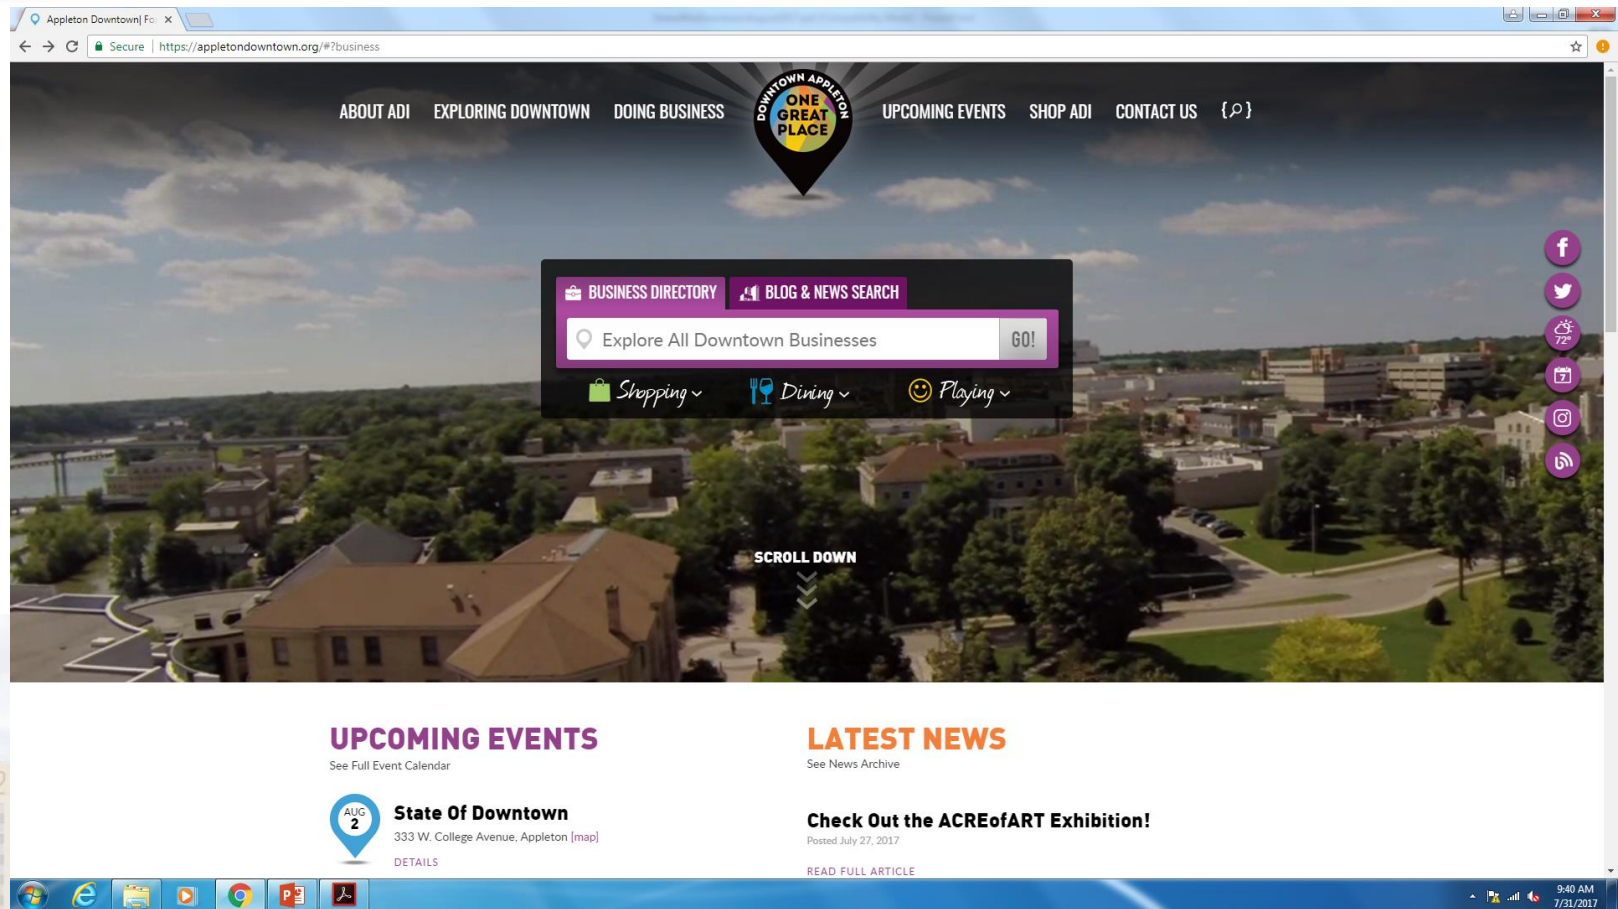 Appleton Downtown| Fo
Secure | https://appletondowntown.org/#?business
ABOUT ADI EXPLORING DOWNTOWN DOING BUSINESS UPCOMING EVENTS SHOP ADI CONTACT US
DOWNTOWN APPLETON
ONE
GREAT
PLACE
BUSINESS DIRECTORY BLOG & NEWS SEARCH
Explore All Downtown Businesses GO!
Shopping Dining Playing
72°
7
SCROLL DOWN
UPCOMING EVENTS
See Full Event Calendar
AUG
2
State Of Downtown
333 W. College Avenue, Appleton [map]
DETAILS
LATEST NEWS
See News Archive
Check Out the ACREofART Exhibition!
Posted July 27, 2017
READ FULL ARTICLE
9:40 AM
7/31/2017